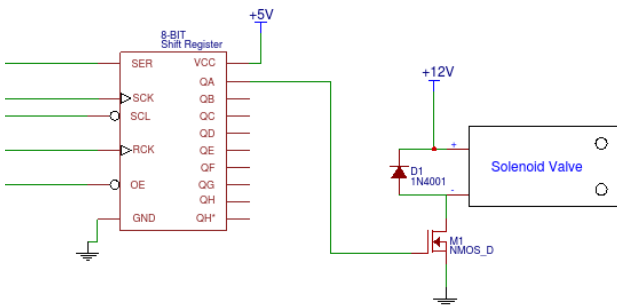 +5V
8-BIT
Shift Register
SER
VCC
QA
SCK
QB
SCL
QC
QD
RCK
QE
QF
OE
QG
QH
GND
QH*
+12V
+
Solenoid Valve
D1
1N4001
-
M1
NMOS_D